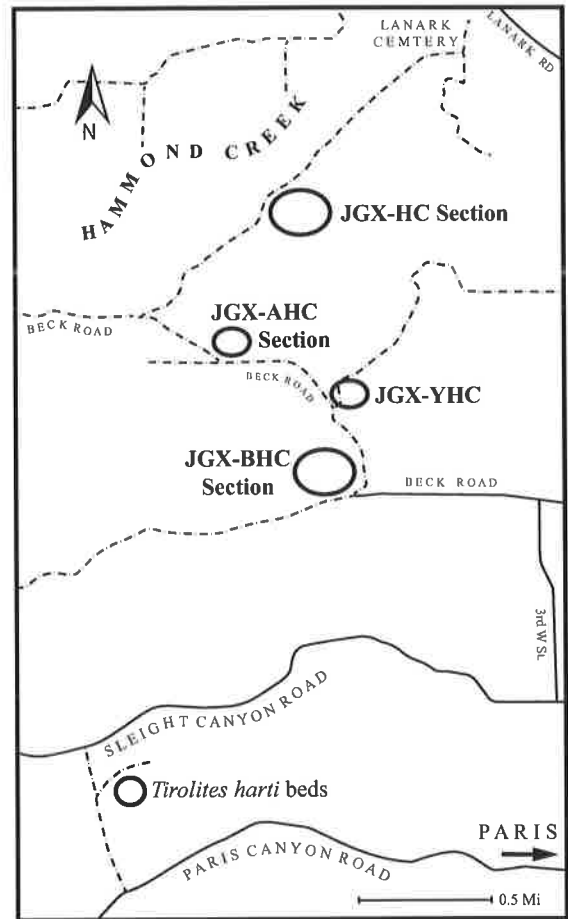 LANARK
CEMTERY
LANARK RD
N
HAMMOND CREEK
JGX-HC Section
JGX-AHC
Section
BECK ROAD
BECK ROAD
JGX-YHC
JGX-BHC
Section
BECK ROAD
3rd W St.
SLEIGHT CANYON ROAD
Tirolites harti beds
PARIS
PARIS CANYON ROAD
0.5 Mi